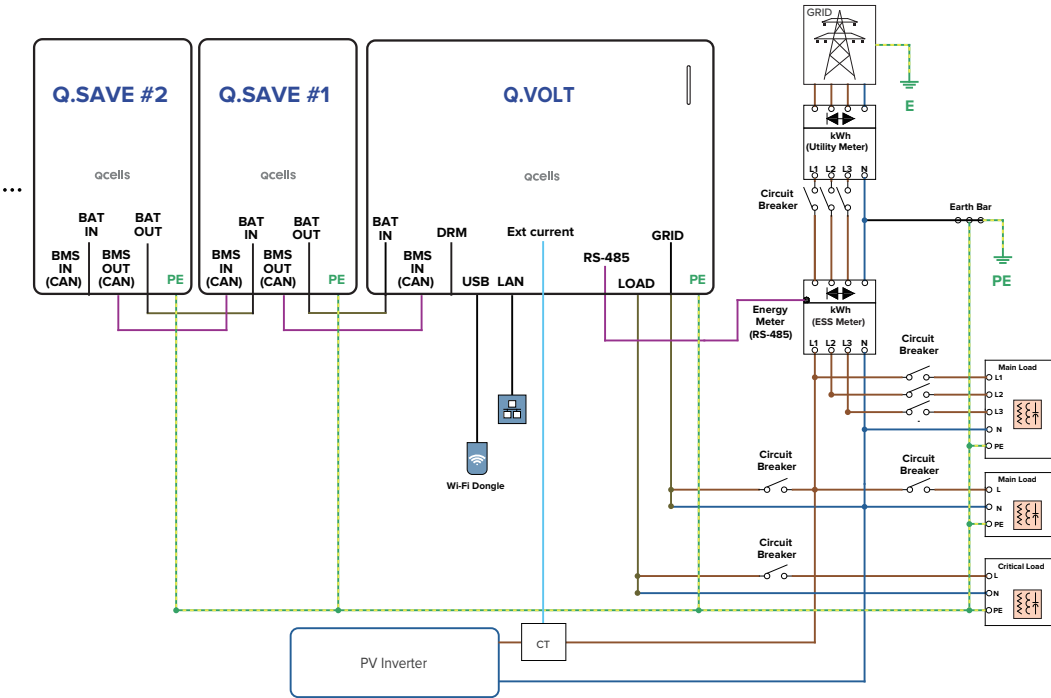 GRID
E
Q.SAVE #2
Q.SAVE #1
Q.VOLT
kWh
(Utility Meter)
L1 L2 L3 N
qcells
qcells
qcells
...
Circuit
Breaker
Earth Bar
PE
BAT
IN
BAT
OUT
BMS
IN
(CAN)
BMS
OUT
(CAN)
PE
BAT
IN
BAT
OUT
BMS
IN
(CAN)
BMS
OUT
(CAN)
PE
BAT
IN
DRM
Ext current
BMS
IN
(CAN)
USB
LAN
RS-485
GRID
LOAD
PE
Energy
Meter
(RS-485)
kWh
(ESS Meter)
L1 L2 L3 N
Circuit
Breaker
Main Load
L1
L2
L3
N
PE
Wi-Fi Dongle
Circuit
Breaker
Circuit
Breaker
Main Load
L
N
PE
Circuit
Breaker
Critical Load
L
N
PE
CT
PV Inverter